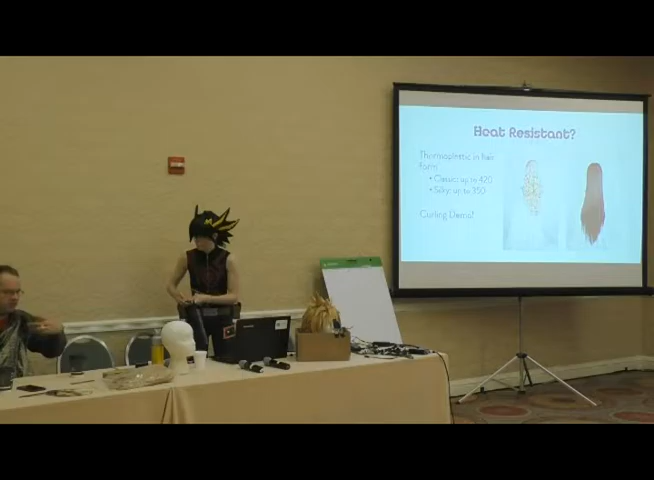 Heat Resistant?
Thermoplastic in hair
form!
• Classic: up to 420
• Silky: up to 350
Curling Demo!